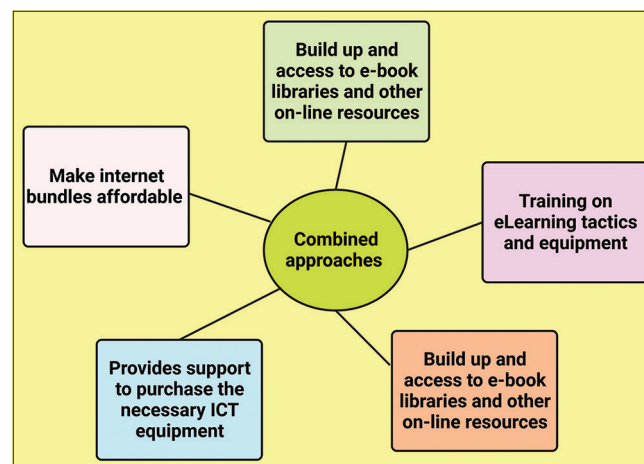 Build up and
access to e-book
libraries and other
on-line resources
Make internet
bundles affordable
Training on
eLearning tactics
and equipment
Combined
approaches
Provides support
to purchase the
necessary ICT
equipment
Build up and
access to e-book
libraries and other
on-line resources